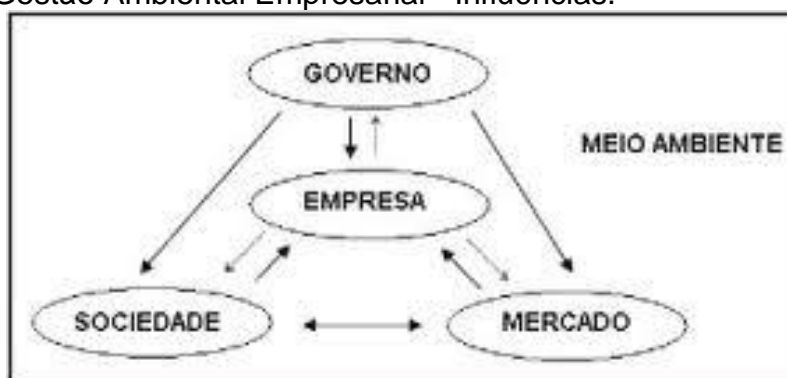 Gestão Ambiental Empresarial - Influências.
GOVERNO
MEIO AMBIENTE
EMPRESA
SOCIEDADE
MERCADO